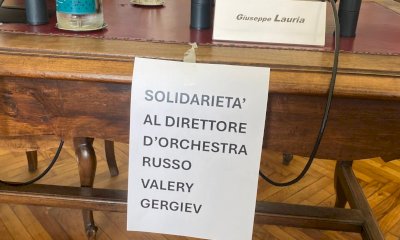 Giuseppe Lauria
SOLIDARIETA'
AL DIRETTORE
D'ORCHESTRA
RUSSO
VALERY
GERGIEV